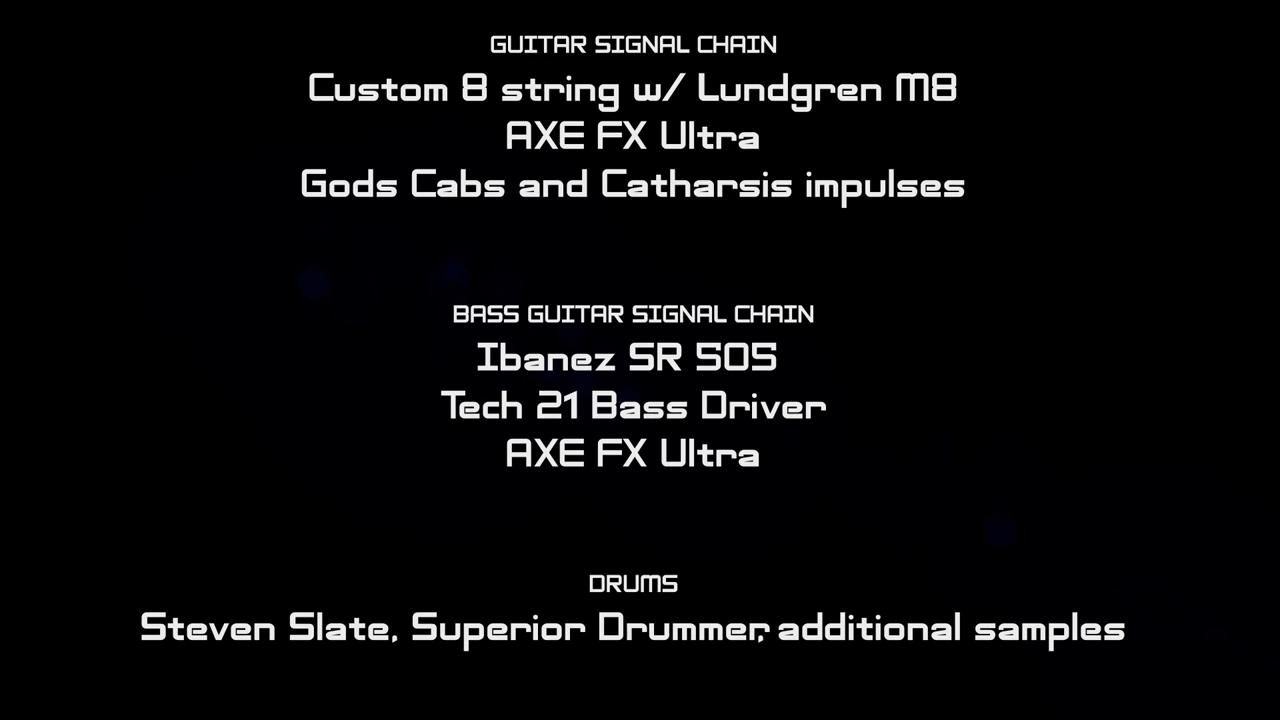 GUITAR SIGNAL CHAIN
Custom 8 string w/ Lundgren M8
AXE FX Ultra
Gods Cabs and Catharsis impulses
BASS GUITAR SIGNAL CHAIN
Ibanez SR 505
Tech 21 Bass Driver
AXE FX Ultra
DRUMS
Steven Slate, Superior Drummer, additional samples